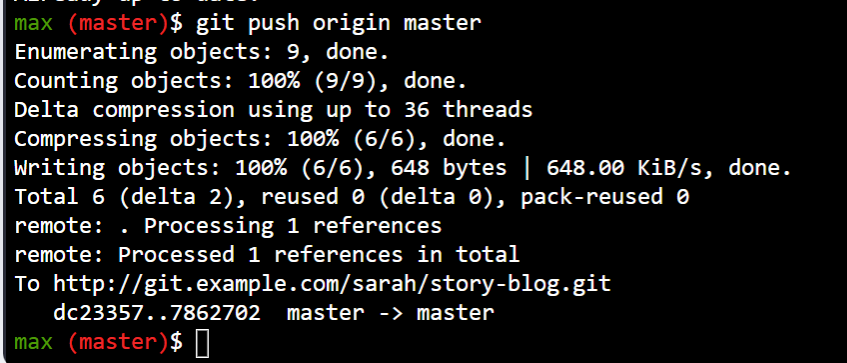 Already up to date.
max (master)$ git push origin master
Enumerating objects: 9, done.
Counting objects: 100% (9/9), done.
Delta compression using up to 36 threads
Compressing objects: 100% (6/6), done.
Writing objects: 100% (6/6), 648 bytes | 648.00 KiB/s, done.
Total 6 (delta 2), reused 0 (delta 0), pack-reused 0
remote: . Processing 1 references
remote: Processed 1 references in total
To http://git.example.com/sarah/story-blog.git
   dc23357..7862702  master -> master
max (master)$